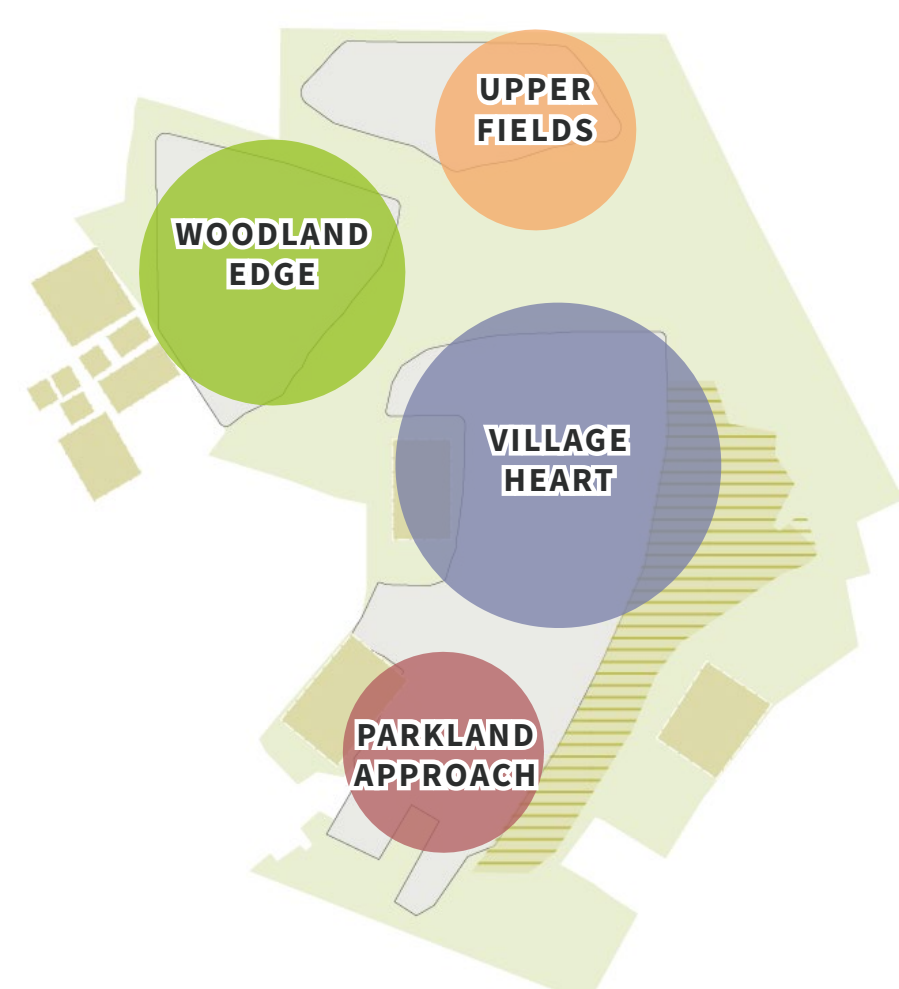 UPPER
FIELDS
WOODLAND
EDGE
VILLAGE
HEART
PARKLAND
APPROACH